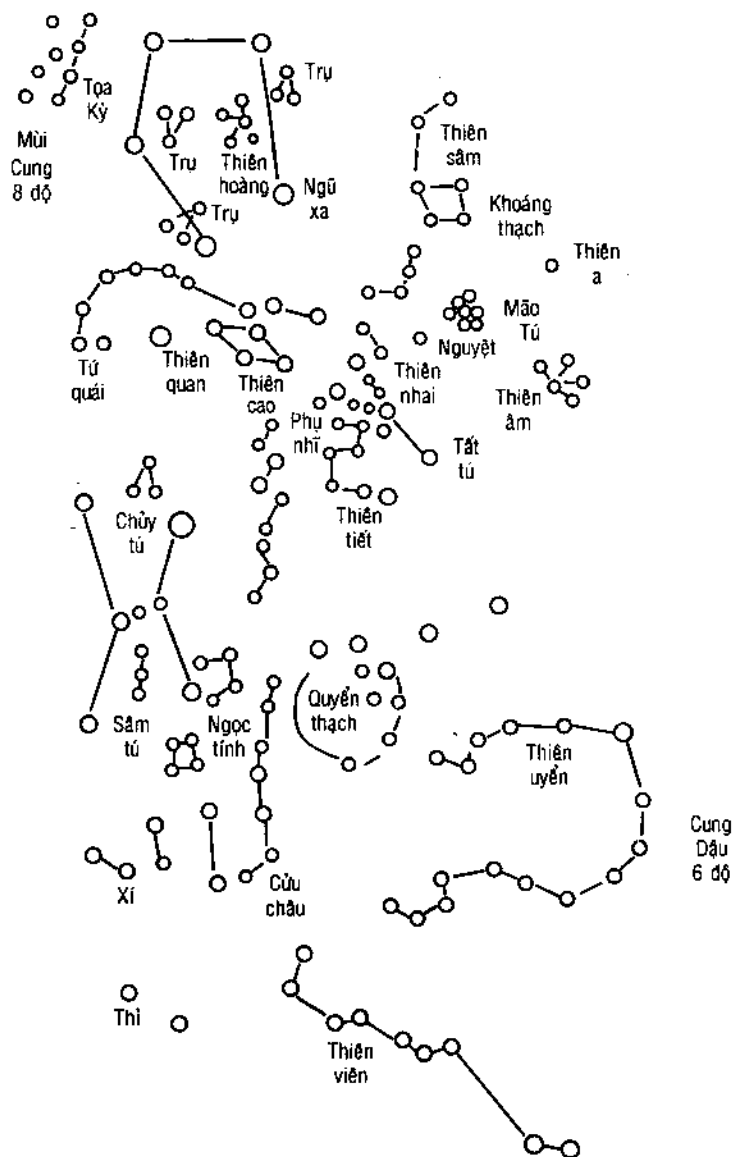 Tọa
Kỳ
Trụ
Mùi
Cung
8 độ
Trụ
Thiên
hoàng
Ngũ
xa
Trụ
Thiên
sâm
Khoáng
thạch
Thiên
a
Mão
Tú
Nguyệt
Tứ
quái
Thiên
quan
Thiên
cao
Thiên
nhai
Thiên
âm
Phụ
nhĩ
Tất
tú
Thiên
tiết
Chủy
tú
Sâm
tú
Ngọc
tính
Quyển
thạch
Thiên
uyển
Cung
Dậu
6 độ
Xí
Cửu
châu
Thỉ
Thiên
viên